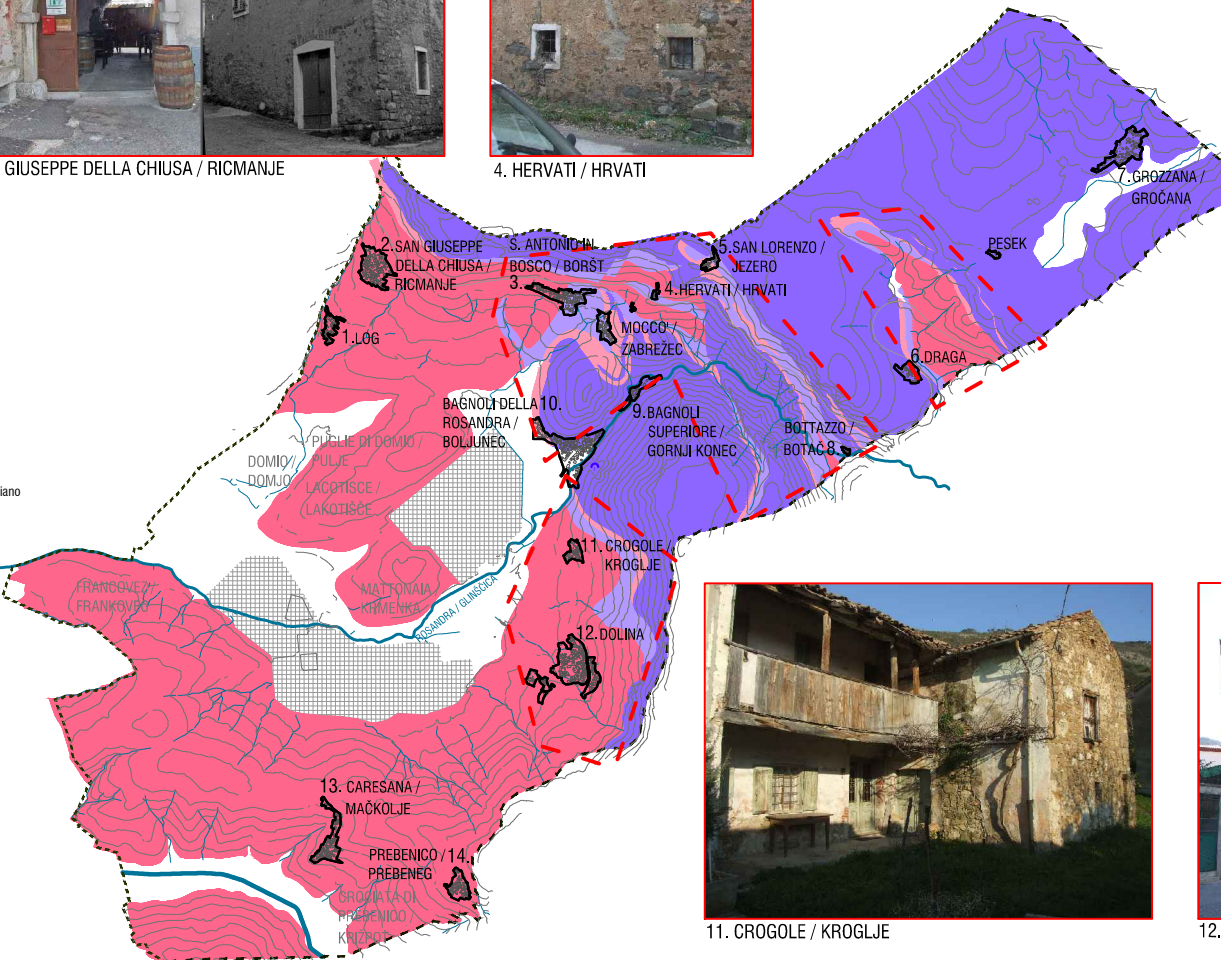 GIUSEPPE DELLA CHIUSA / RICMANJE
4. HERVATI / HRVATI
7. GROZZANA /
GROČANA
PESEK
2. SAN GIUSEPPE
DELLA CHIUSA /
RICMANJE
S. ANTONIO IN
BOSCO / BORŠT
3.
5. SAN LORENZO /
JEZERO
4. HERVATI / HRVATI
1. LOG
MOCCO' /
ZABREŽEC
6. DRAGA
BAGNOLI DELLA 10.
ROSANDRA /
BOLJUNEC
9. BAGNOLI
SUPERIORE /
GORNJI KONEC
BOTTAZZO /
BOTAČ 8.
PUGLIE DI DOMIO /
PULJE
DOMIO /
DOMJO
LACOTISCE /
LAKOTIŠČE
iano
11. CROGOLE /
KROGLJE
FRANCOVEZ /
FRANKOVEC
MATTONAIA /
KRMENKA
ROSANDRA / GLINŠČICA
12. DOLINA
13. CARESANA /
MAČKOLJE
PREBENICO / 14.
PREBENEG
CROCIATA DI
PREBENICO /
KRIŽPOT
11. CROGOLE / KROGLJE
12.